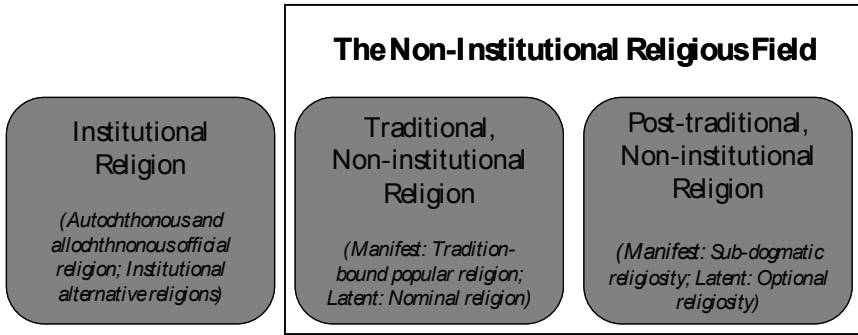 The Non-Institutional Religious Field
Institutional
Religion
(Autochthonous and
allochthnonous official
religion; Institutional
alternative religions)
Traditional,
Non-institutional
Religion
(Manifest: Tradition-
bound popular religion;
Latent: Nominal religion)
Post-traditional,
Non-institutional
Religion
(Manifest: Sub-dogmatic
religiosity; Latent: Optional
religiosity)